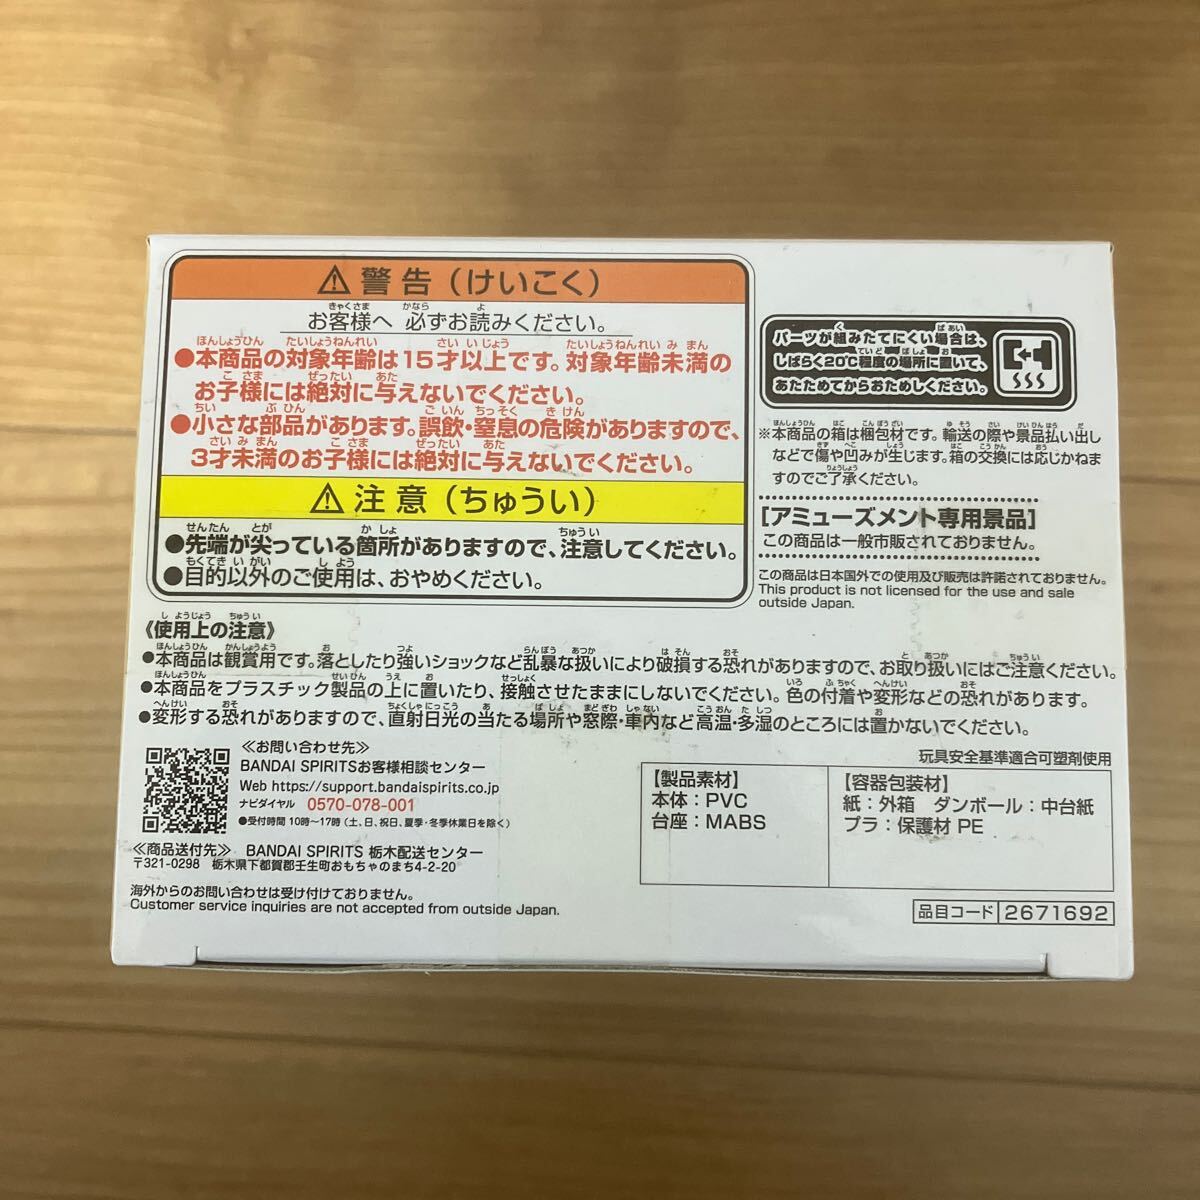 ⚠警告（けいこく）
お客様へ 必ずお読みください。
●本商品の対象年齢は15才以上です。対象年齢未満の
お子様には絶対に与えないでください。
●小さな部品があります。誤飲・窒息の危険がありますので、
3才未満のお子様には絶対に与えないでください。
⚠注意（ちゅうい）
●先端が尖っている箇所がありますので、注意してください。
●目的以外のご使用は、おやめください。
パーツが組みたてにくい場合は、
しばらく20℃程度の場所に置いて、
あたためてからおためしください。
※本商品の箱は梱包材です。輸送の際や景品払い出し
などで傷や凹みが生じます。箱の交換には応じかねま
すのでご了承ください。
[アミューズメント専用景品]
この商品は一般市販されておりません。
この商品は日本国外での使用及び販売は許諾されておりません。
This product is not licensed for the use and sale
outside Japan.
《使用上の注意》
●本商品は観賞用です。落としたり強いショックなど乱暴な扱いにより破損する恐れがありますので、お取り扱いにはご注意ください。
●本商品をプラスチック製品の上に置いたり、接触させたままにしないでください。色の付着や変形などの恐れがあります。
●変形する恐れがありますので、直射日光の当たる場所や窓際・車内など高温・多湿のところには置かないでください。
≪お問い合わせ先≫
BANDAI SPIRITSお客様相談センター
Web https://support.bandaispirits.co.jp
ナビダイヤル 0570-078-001
●受付時間 10時～17時（土、日、祝日、夏季・冬季休業日を除く）
≪商品送付先≫ BANDAI SPIRITS 栃木配送センター
〒321-0298 栃木県下都賀郡壬生町おもちゃのまち4-2-20
海外からのお問い合わせは受け付けておりません。
Customer service inquiries are not accepted from outside Japan.
玩具安全基準適合可塑剤使用
【製品素材】
本体：PVC
台座：MABS
【容器包装材】
紙：外箱 ダンボール：中台紙
プラ：保護材 PE
品目コード 2671692